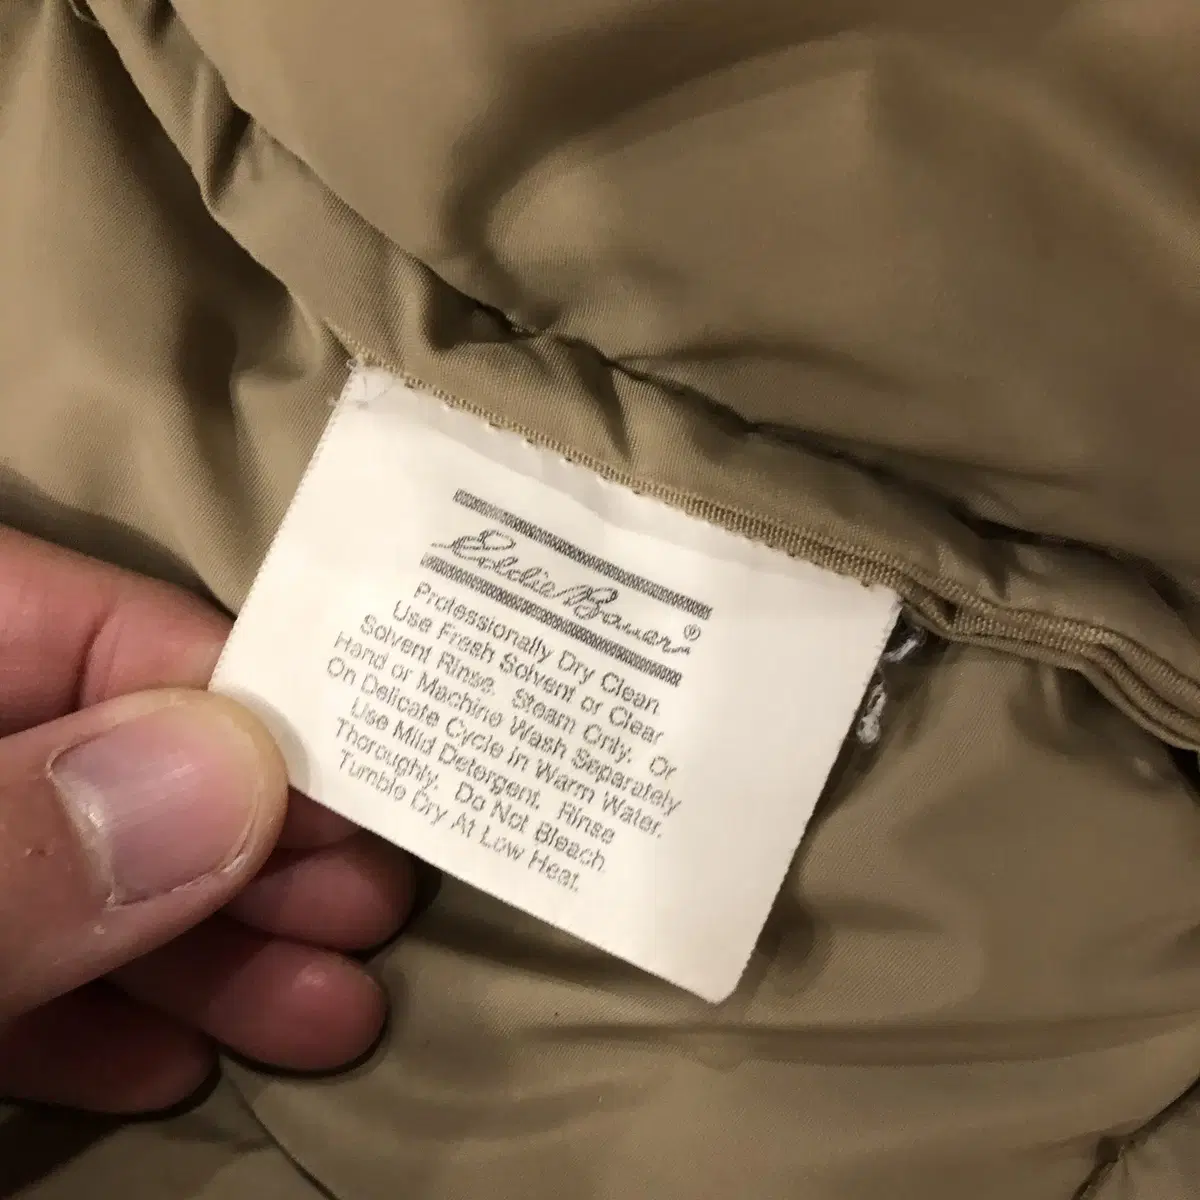 Eddie Bauer®
Professionally Dry Clean.
Use Fresh Solvent or Clear
Solvent Rinse. Steam Only. Or
Hand or Machine Wash Separately
On Delicate Cycle in Warm Water.
Use Mild Detergent. Rinse
Thoroughly. Do Not Bleach.
Tumble Dry At Low Heat.